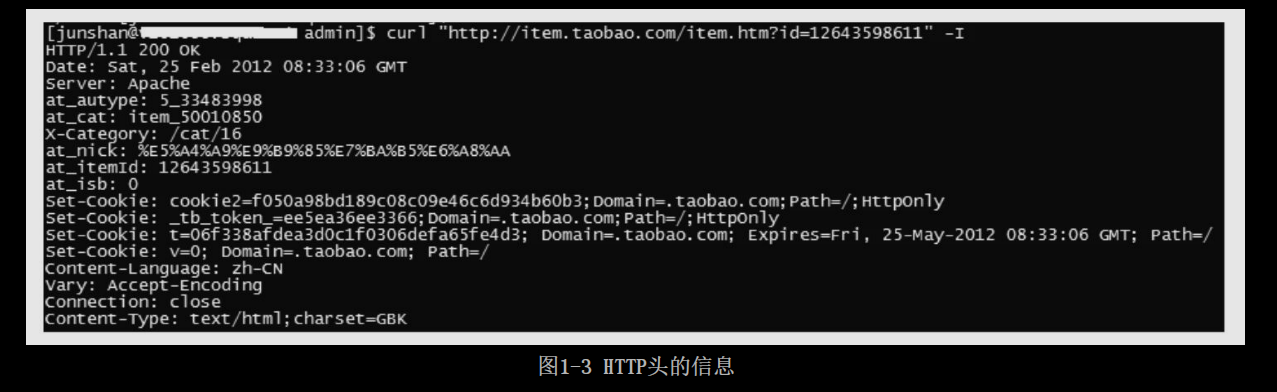 [junshan@ admin]$ curl "http://item.taobao.com/item.htm?id=12643598611" -I
HTTP/1.1 200 OK
Date: Sat, 25 Feb 2012 08:33:06 GMT
Server: Apache
at_autype: 5_33483998
at_cat: item_50010850
X-Category: /cat/16
at_nick: %E5%A4%A9%E9%B9%85%E7%BA%B5%E6%A8%AA
at_itemId: 12643598611
at_isb: 0
Set-Cookie: cookie2=f050a98bd189c08c09e46c6d934b60b3;Domain=.taobao.com;Path=/;HttpOnly
Set-Cookie: _tb_token_=ee5ea36ee3366;Domain=.taobao.com;Path=/;HttpOnly
Set-Cookie: t=06f338afdea3d0c1f0306defa65fe4d3; Domain=.taobao.com; Expires=Fri, 25-May-2012 08:33:06 GMT; Path=/
Set-Cookie: v=0; Domain=.taobao.com; Path=/
Content-Language: zh-CN
Vary: Accept-Encoding
Connection: close
Content-Type: text/html;charset=GBK
图1-3 HTTP头的信息